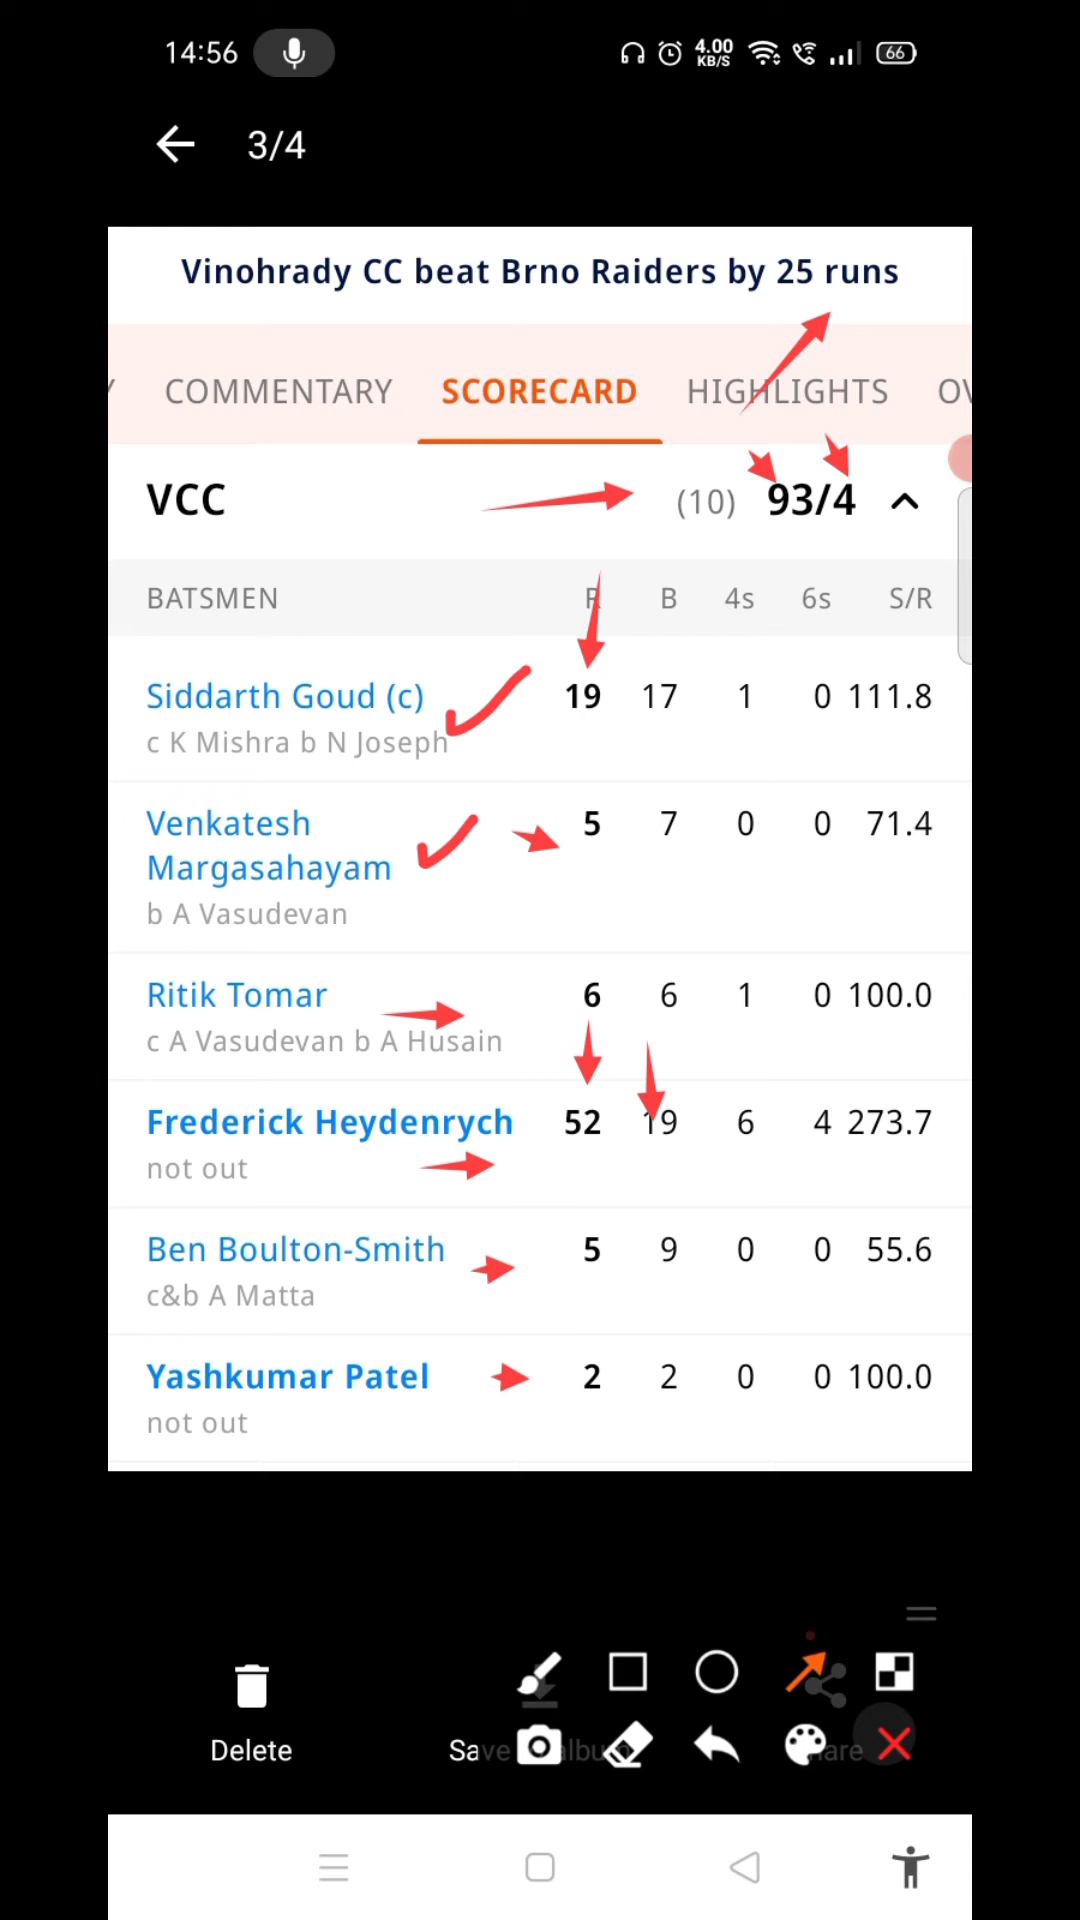 14:56 4.00 KB/S 66
3/4
Vinohrady CC beat Brno Raiders by 25 runs
COMMENTARY SCORECARD HIGHLIGHTS OV
VCC (10) 93/4
BATSMEN R B 4s 6s S/R
Siddarth Goud (c) 19 17 1 0 111.8
c K Mishra b N Joseph
Venkatesh 5 7 0 0 71.4
Margasahayam
b A Vasudevan
Ritik Tomar 6 6 1 0 100.0
c A Vasudevan b A Husain
Frederick Heydenrych 52 19 6 4 273.7
not out
Ben Boulton-Smith 5 9 0 0 55.6
c&b A Matta
Yashkumar Patel 2 2 0 0 100.0
not out
Delete Save album